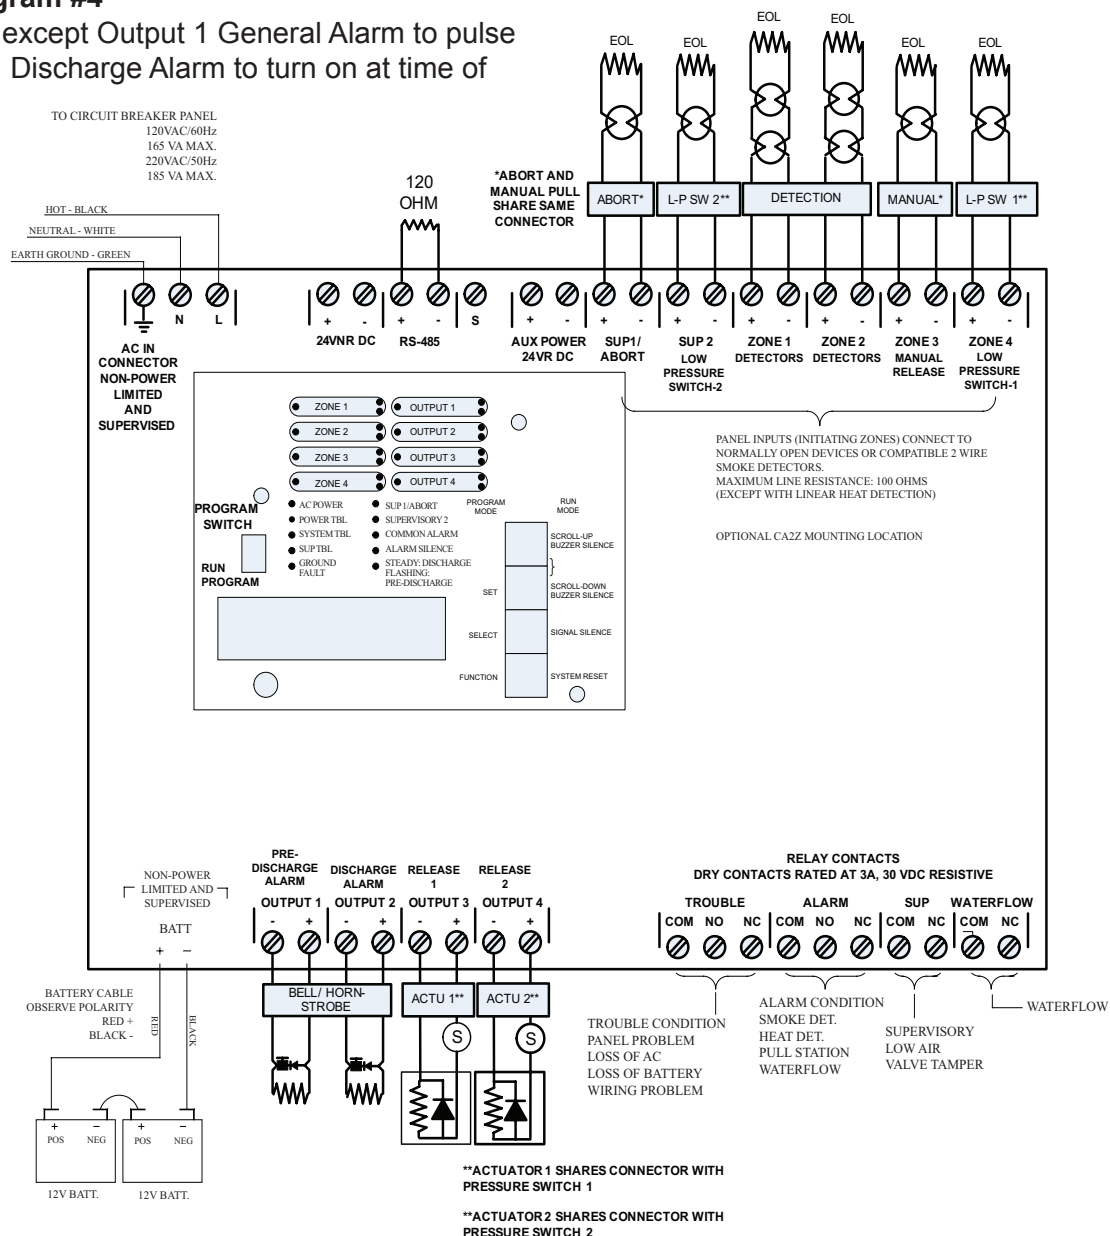 gram #4
except Output 1 General Alarm to pulse
Discharge Alarm to turn on at time of
TO CIRCUIT BREAKER PANEL
120VAC/60Hz
165 VA MAX.
220VAC/50Hz
185 VA MAX.
HOT - BLACK
NEUTRAL - WHITE
EARTH GROUND - GREEN
120
OHM
*ABORT AND
MANUAL PULL
SHARE SAME
CONNECTOR
EOL
EOL
EOL
EOL
EOL
EOL
ABORT*
L-P SW 2**
DETECTION
MANUAL*
L-P SW 1**
N
L
+ -
+ -
S
+ -
+ -
+ -
+ -
+ -
+ -
+ -
AC IN
CONNECTOR
NON-POWER
LIMITED
AND
SUPERVISED
24VNR DC
RS-485
AUX POWER
24VR DC
SUP1/
ABORT
SUP 2
LOW
PRESSURE
SWITCH-2
ZONE 1
DETECTORS
ZONE 2
DETECTORS
ZONE 3
MANUAL
RELEASE
ZONE 4
LOW
PRESSURE
SWITCH-1
PANEL INPUTS (INITIATING ZONES) CONNECT TO
NORMALLY OPEN DEVICES OR COMPATIBLE 2 WIRE
SMOKE DETECTORS.
MAXIMUM LINE RESISTANCE: 100 OHMS
(EXCEPT WITH LINEAR HEAT DETECTION)
OPTIONAL CA2Z MOUNTING LOCATION
ZONE 1
OUTPUT 1
ZONE 2
OUTPUT 2
ZONE 3
OUTPUT 3
ZONE 4
OUTPUT 4
PROGRAM
SWITCH
RUN
PROGRAM
AC POWER
POWER TBL
SYSTEM TBL
SUP TBL
GROUND
FAULT
SUP 1/ABORT
SUPERVISORY 2
COMMON ALARM
ALARM SILENCE
STEADY: DISCHARGE
FLASHING:
PRE-DISCHARGE
PROGRAM
MODE
RUN
MODE
SCROLL-UP
BUZZER SILENCE
SET
SCROLL-DOWN
BUZZER SILENCE
SELECT
SIGNAL SILENCE
FUNCTION
SYSTEM RESET
NON-POWER
LIMITED AND
SUPERVISED
BATT
+ −
PRE-
DISCHARGE
ALARM
OUTPUT 1
- +
DISCHARGE
ALARM
OUTPUT 2
- +
RELEASE
1
OUTPUT 3
- +
RELEASE
2
OUTPUT 4
- +
RELAY CONTACTS
DRY CONTACTS RATED AT 3A, 30 VDC RESISTIVE
TROUBLE
COM NO NC
ALARM
COM NO NC
SUP
COM NC
WATERFLOW
COM NC
BATTERY CABLE
OBSERVE POLARITY
RED +
BLACK -
RED
BLACK
BELL/ HORN-
STROBE
ACTU 1**
ACTU 2**
S
S
TROUBLE CONDITION
PANEL PROBLEM
LOSS OF AC
LOSS OF BATTERY
WIRING PROBLEM
ALARM CONDITION
SMOKE DET.
HEAT DET.
PULL STATION
WATERFLOW
SUPERVISORY
LOW AIR
VALVE TAMPER
WATERFLOW
+ −
POS NEG
+ −
POS NEG
12V BATT.
12V BATT.
**ACTUATOR 1 SHARES CONNECTOR WITH
PRESSURE SWITCH 1
**ACTUATOR 2 SHARES CONNECTOR WITH
PRESSURE SWITCH 2